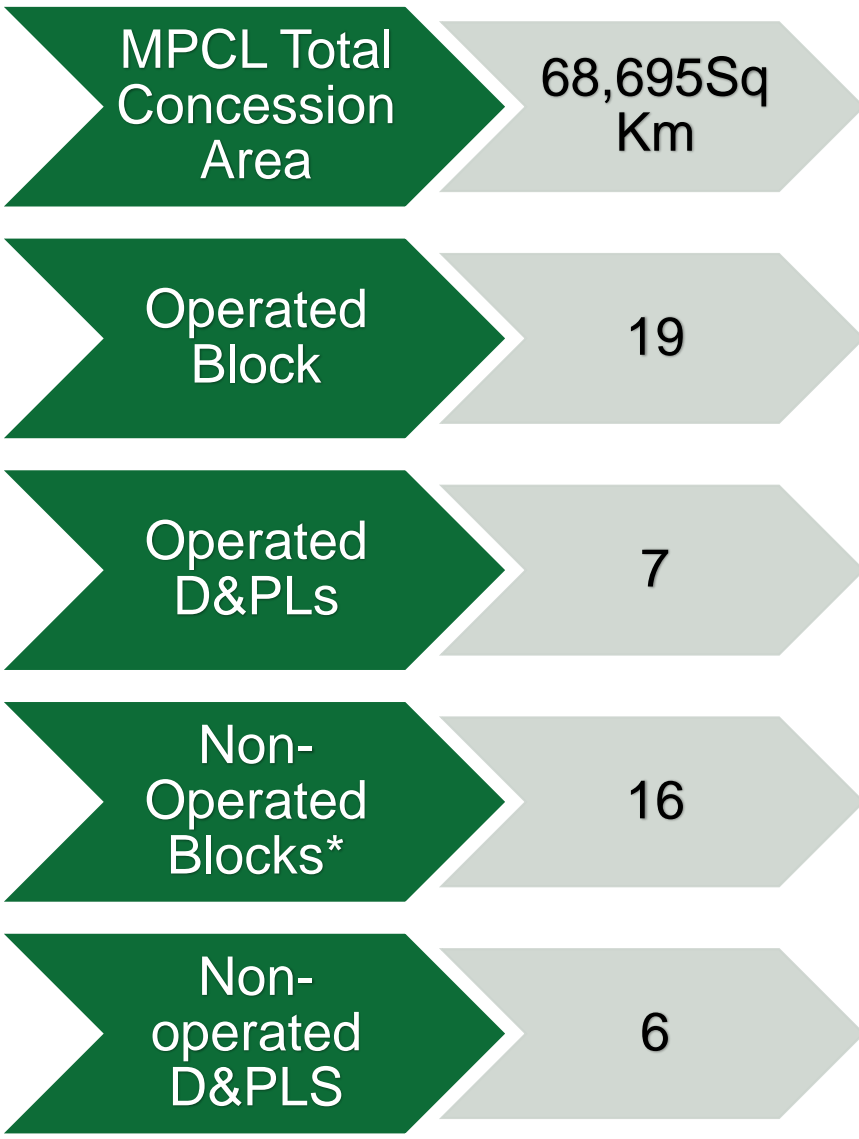 MPCL Total
Concession
Area
68,695Sq
Km
Operated
Block
19
Operated
D&PLs
7
Non-
Operated
Blocks*
16
Non-
operated
D&PLS
6